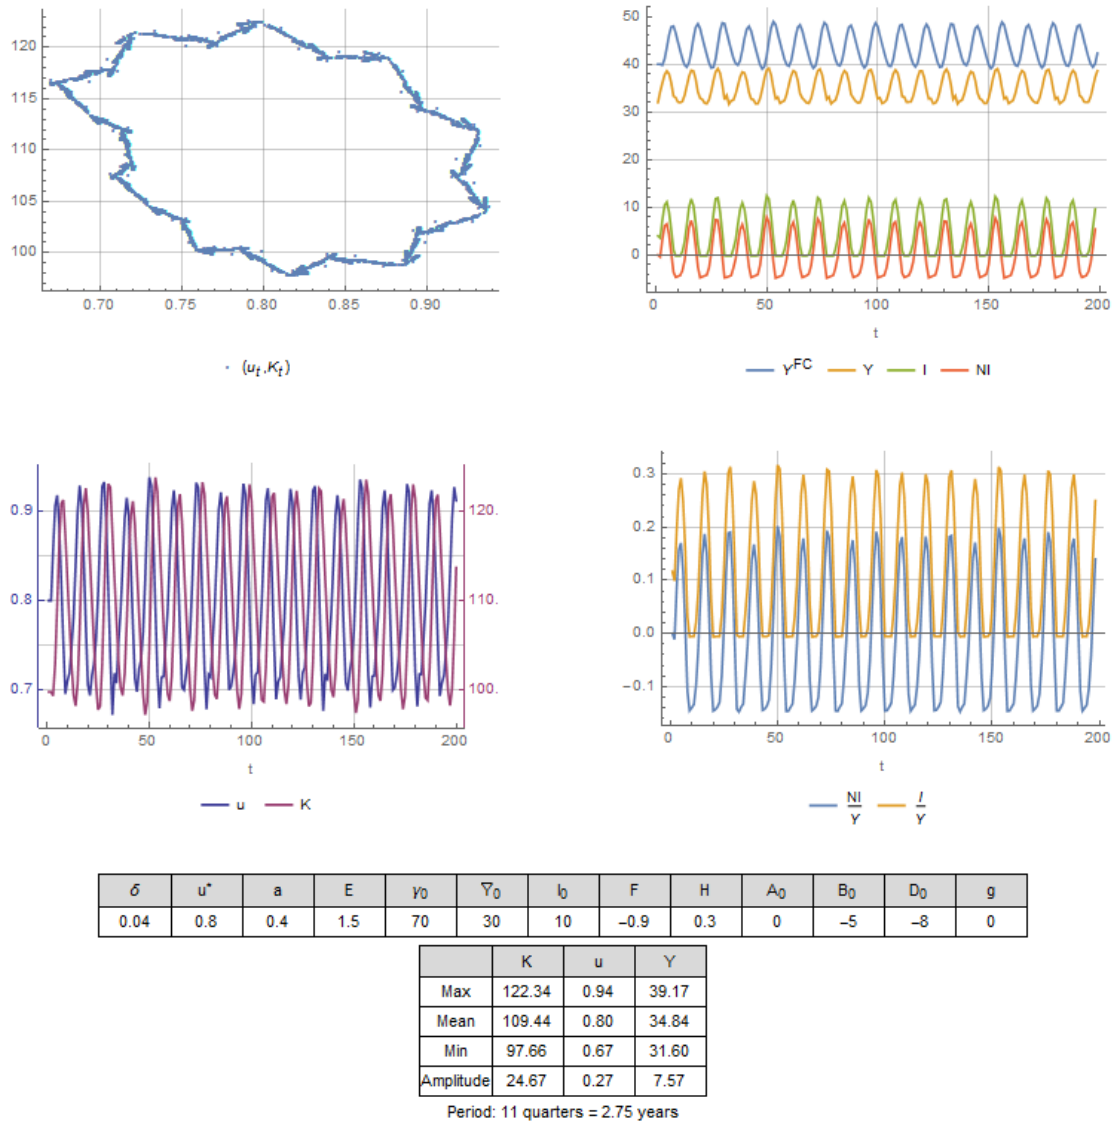 120
115
110
105
100
0.70 0.75 0.80 0.85 0.90
(u_t, K_t)
50
40
30
20
10
0
0 50 100 150 200
t
Y^FC Y I NI
0.9
0.8
0.7
120.
110.
100.
0 50 100 150 200
t
u K
0.3
0.2
0.1
0.0
−0.1
0 50 100 150 200
t
NI/Y I/Y
δ u* a E γ0 Y̅0 I0 F H A0 B0 D0 g
0.04 0.8 0.4 1.5 70 30 10 −0.9 0.3 0 −5 −8 0
K u Y
Max 122.34 0.94 39.17
Mean 109.44 0.80 34.84
Min 97.66 0.67 31.60
Amplitude 24.67 0.27 7.57
Period: 11 quarters = 2.75 years